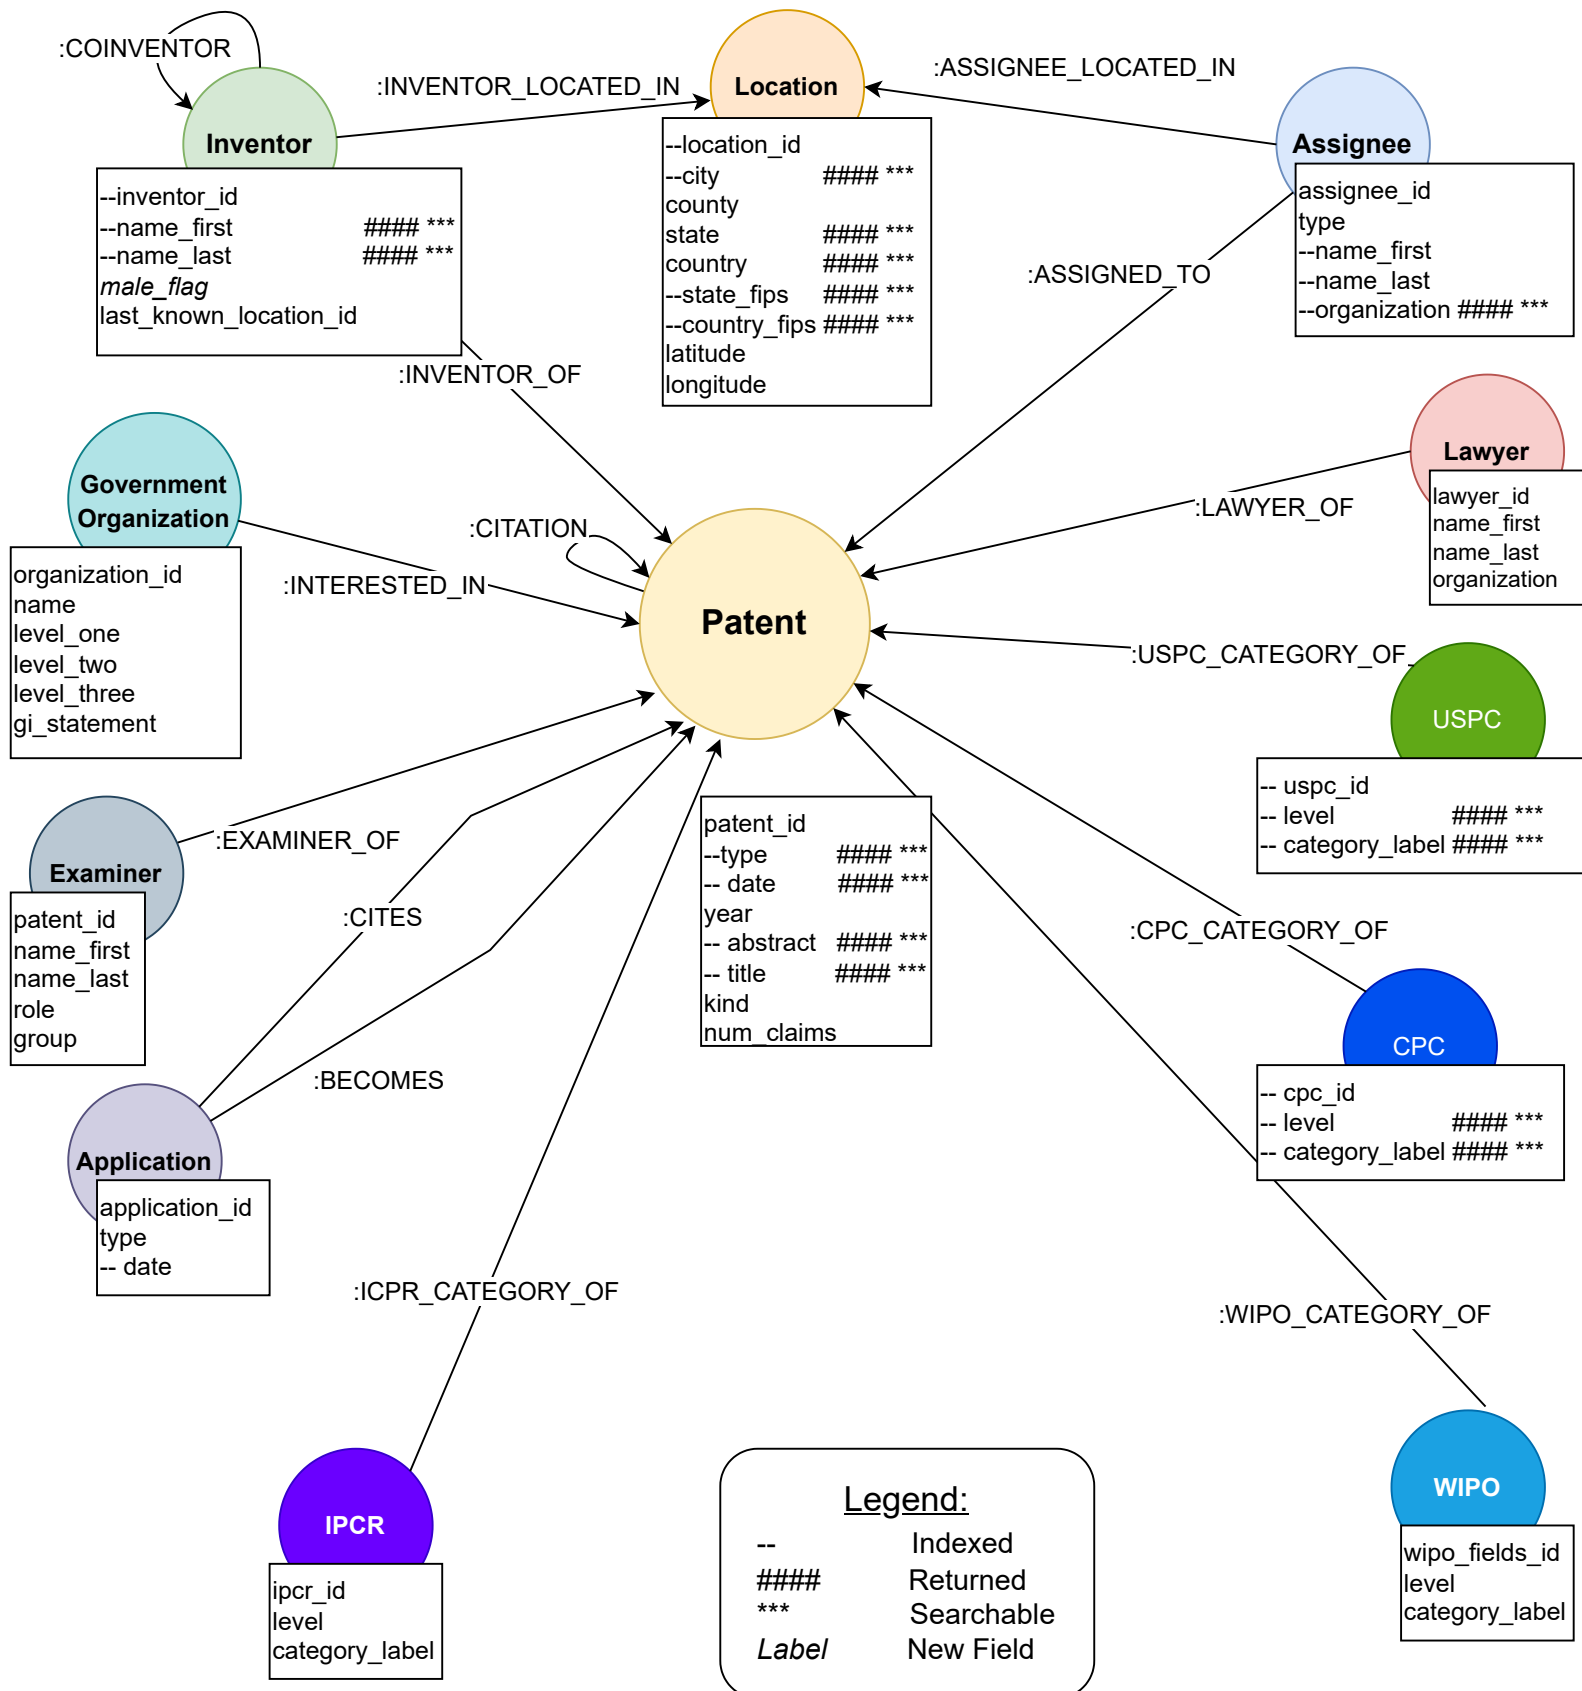 :COINVENTOR
:INVENTOR_LOCATED_IN
Location
:ASSIGNEE_LOCATED_IN
Inventor
Assignee
--inventor_id
--name_first #### ***
--name_last #### ***
male_flag
last_known_location_id
--location_id
--city #### ***
county
state #### ***
country #### ***
--state_fips #### ***
--country_fips #### ***
latitude
longitude
assignee_id
type
--name_first
--name_last
--organization #### ***
:ASSIGNED_TO
:INVENTOR_OF
Government
Organization
organization_id
name
level_one
level_two
level_three
gi_statement
:CITATION
:INTERESTED_IN
Patent
Lawyer
:LAWYER_OF
lawyer_id
name_first
name_last
organization
:USPC_CATEGORY_OF_
USPC
-- uspc_id
-- level #### ***
-- category_label #### ***
:EXAMINER_OF
Examiner
patent_id
name_first
name_last
role
group
patent_id
--type #### ***
-- date #### ***
year
-- abstract #### ***
-- title #### ***
kind
num_claims
:CITES
:CPC_CATEGORY_OF
CPC
-- cpc_id
-- level #### ***
-- category_label #### ***
:BECOMES
Application
application_id
type
-- date
:ICPR_CATEGORY_OF
:WIPO_CATEGORY_OF
IPCR
ipcr_id
level
category_label
Legend:
-- Indexed
#### Returned
*** Searchable
Label New Field
WIPO
wipo_fields_id
level
category_label